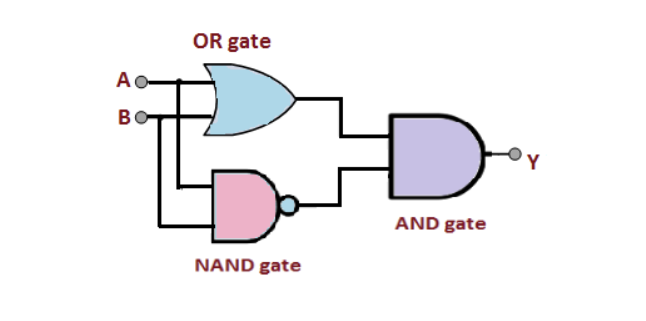 OR gate
A
B
Y
AND gate
NAND gate